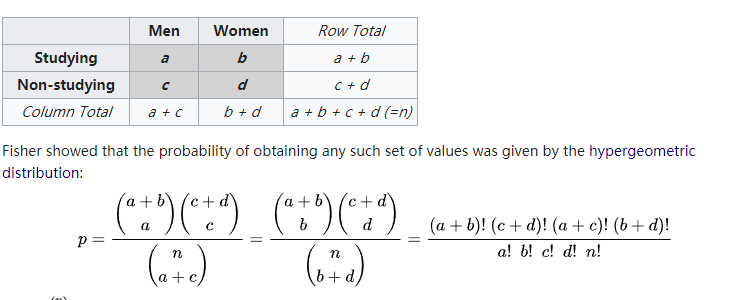 Men Women Row Total
Studying a b a + b
Non-studying c d c + d
Column Total a + c b + d a + b + c + d (=n)
Fisher showed that the probability of obtaining any such set of values was given by the hypergeometric
distribution:
p = \frac{\binom{a+b}{a}\binom{c+d}{c}}{\binom{n}{a+c}} = \frac{\binom{a+b}{b}\binom{c+d}{d}}{\binom{n}{b+d}} = \frac{(a+b)!\ (c+d)!\ (a+c)!\ (b+d)!}{a!\ b!\ c!\ d!\ n!}